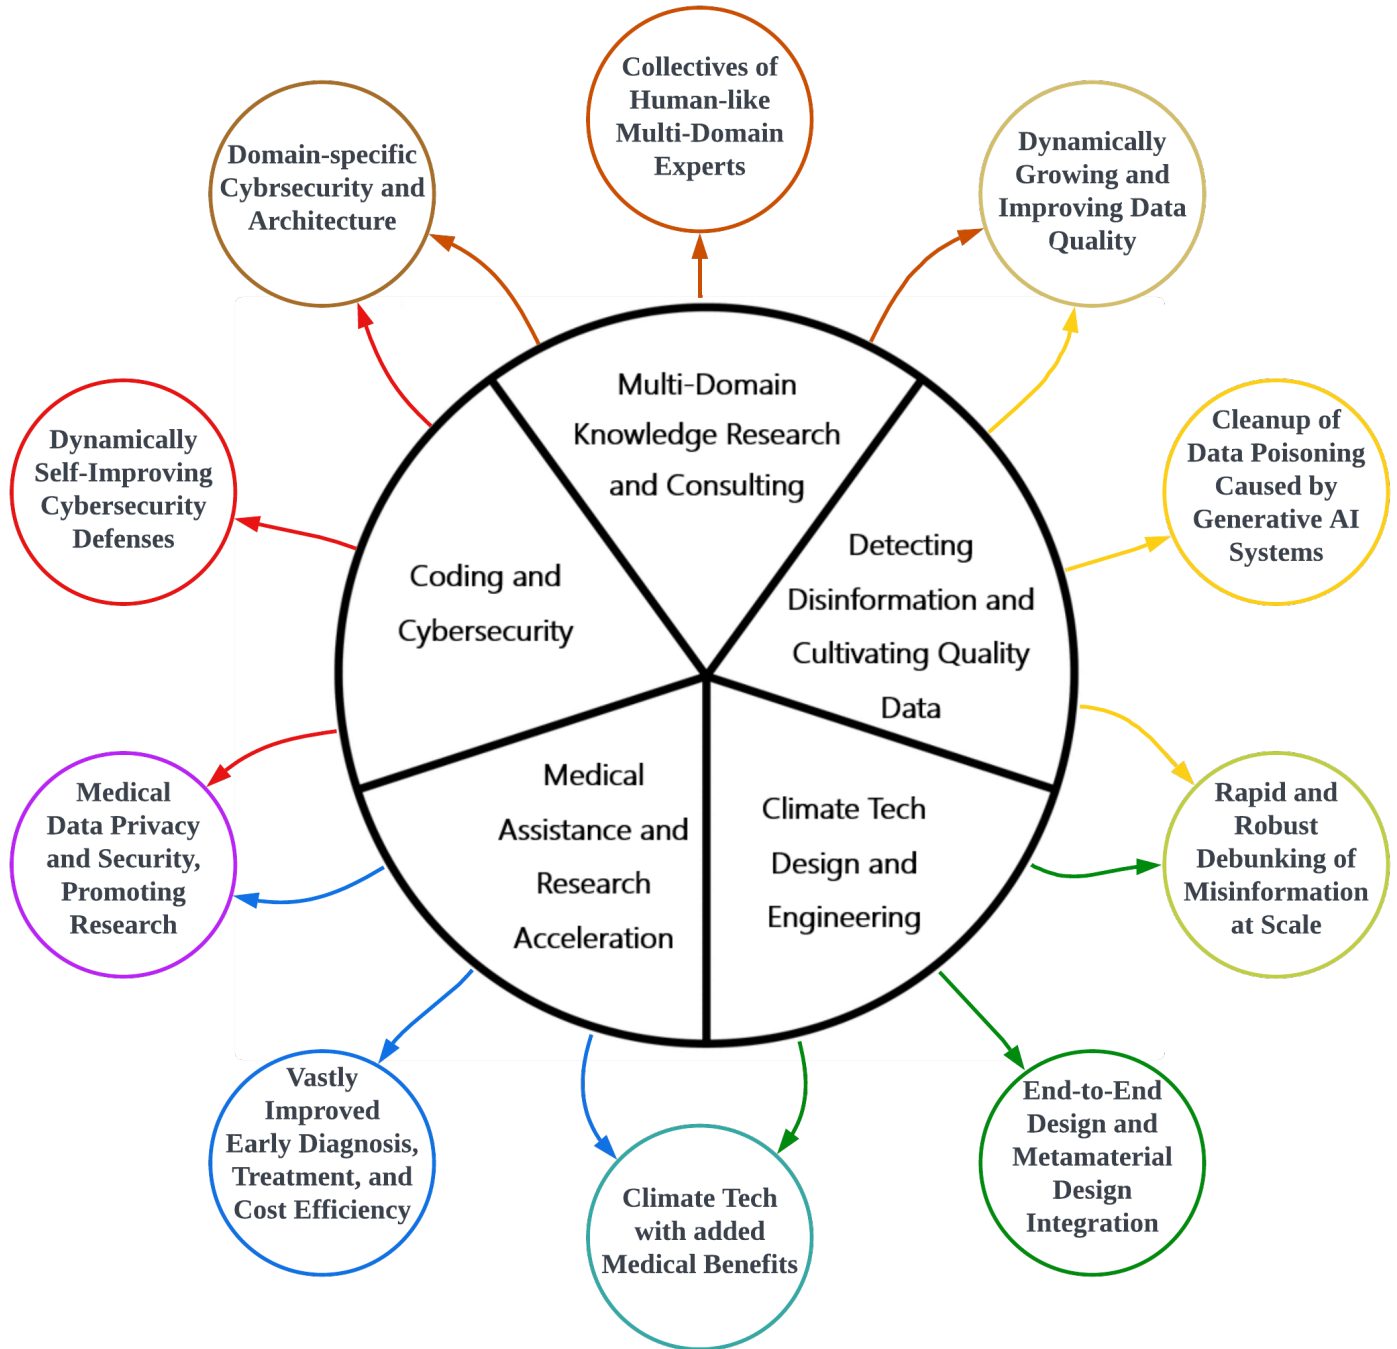 Collectives of
Human-like
Multi-Domain
Experts
Domain-specific
Cybrsecurity and
Architecture
Dynamically
Growing and
Improving Data
Quality
Multi-Domain
Knowledge Research
and Consulting
Dynamically
Self-Improving
Cybersecurity
Defenses
Cleanup of
Data Poisoning
Caused by
Generative AI
Systems
Coding and
Cybersecurity
Detecting
Disinformation and
Cultivating Quality
Data
Medical
Data Privacy
and Security,
Promoting
Research
Medical
Assistance and
Research
Acceleration
Climate Tech
Design and
Engineering
Rapid and
Robust
Debunking of
Misinformation
at Scale
Vastly
Improved
Early Diagnosis,
Treatment, and
Cost Efficiency
Climate Tech
with added
Medical Benefits
End-to-End
Design and
Metamaterial
Design
Integration